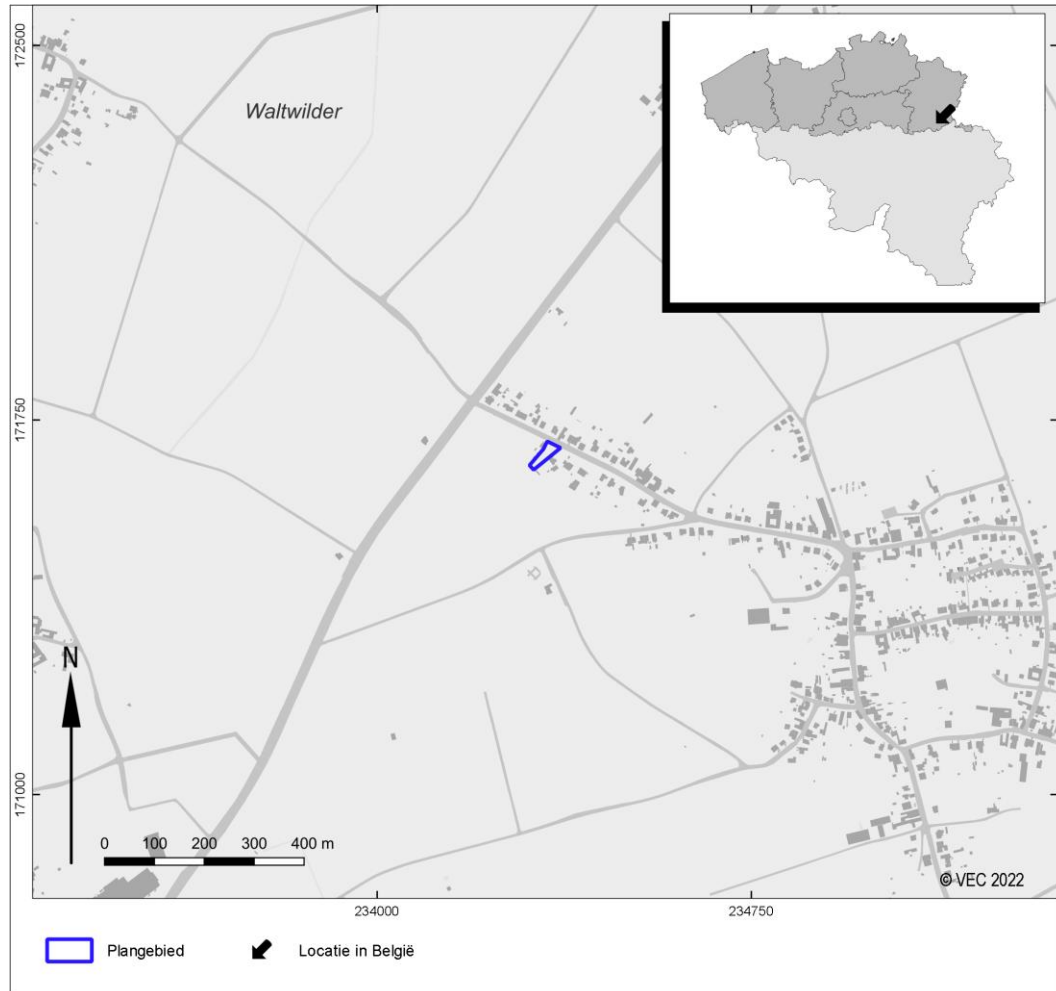 172500
Waltwilder
171750
N
171000
0 100 200 300 400 m
© VEC 2022
234000
234750
Plangebied
Locatie in België